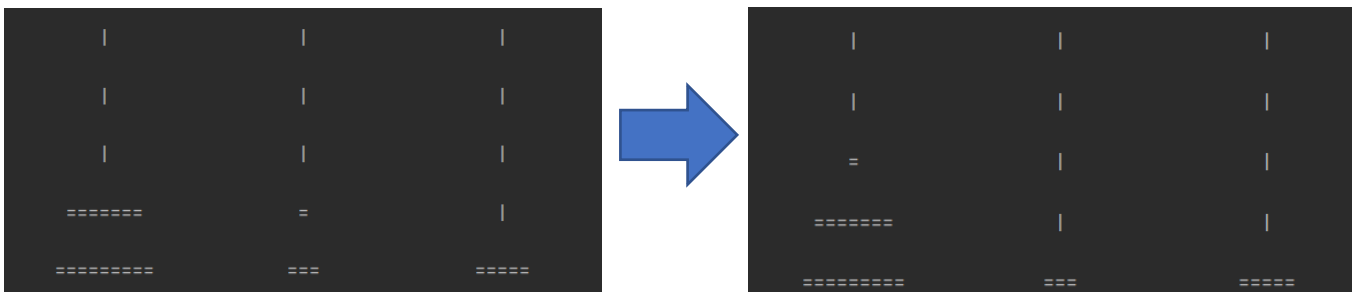 | | |
| | |
| | |
======= = |
========= === =====
| | |
| | |
= | |
======= | |
========= === =====